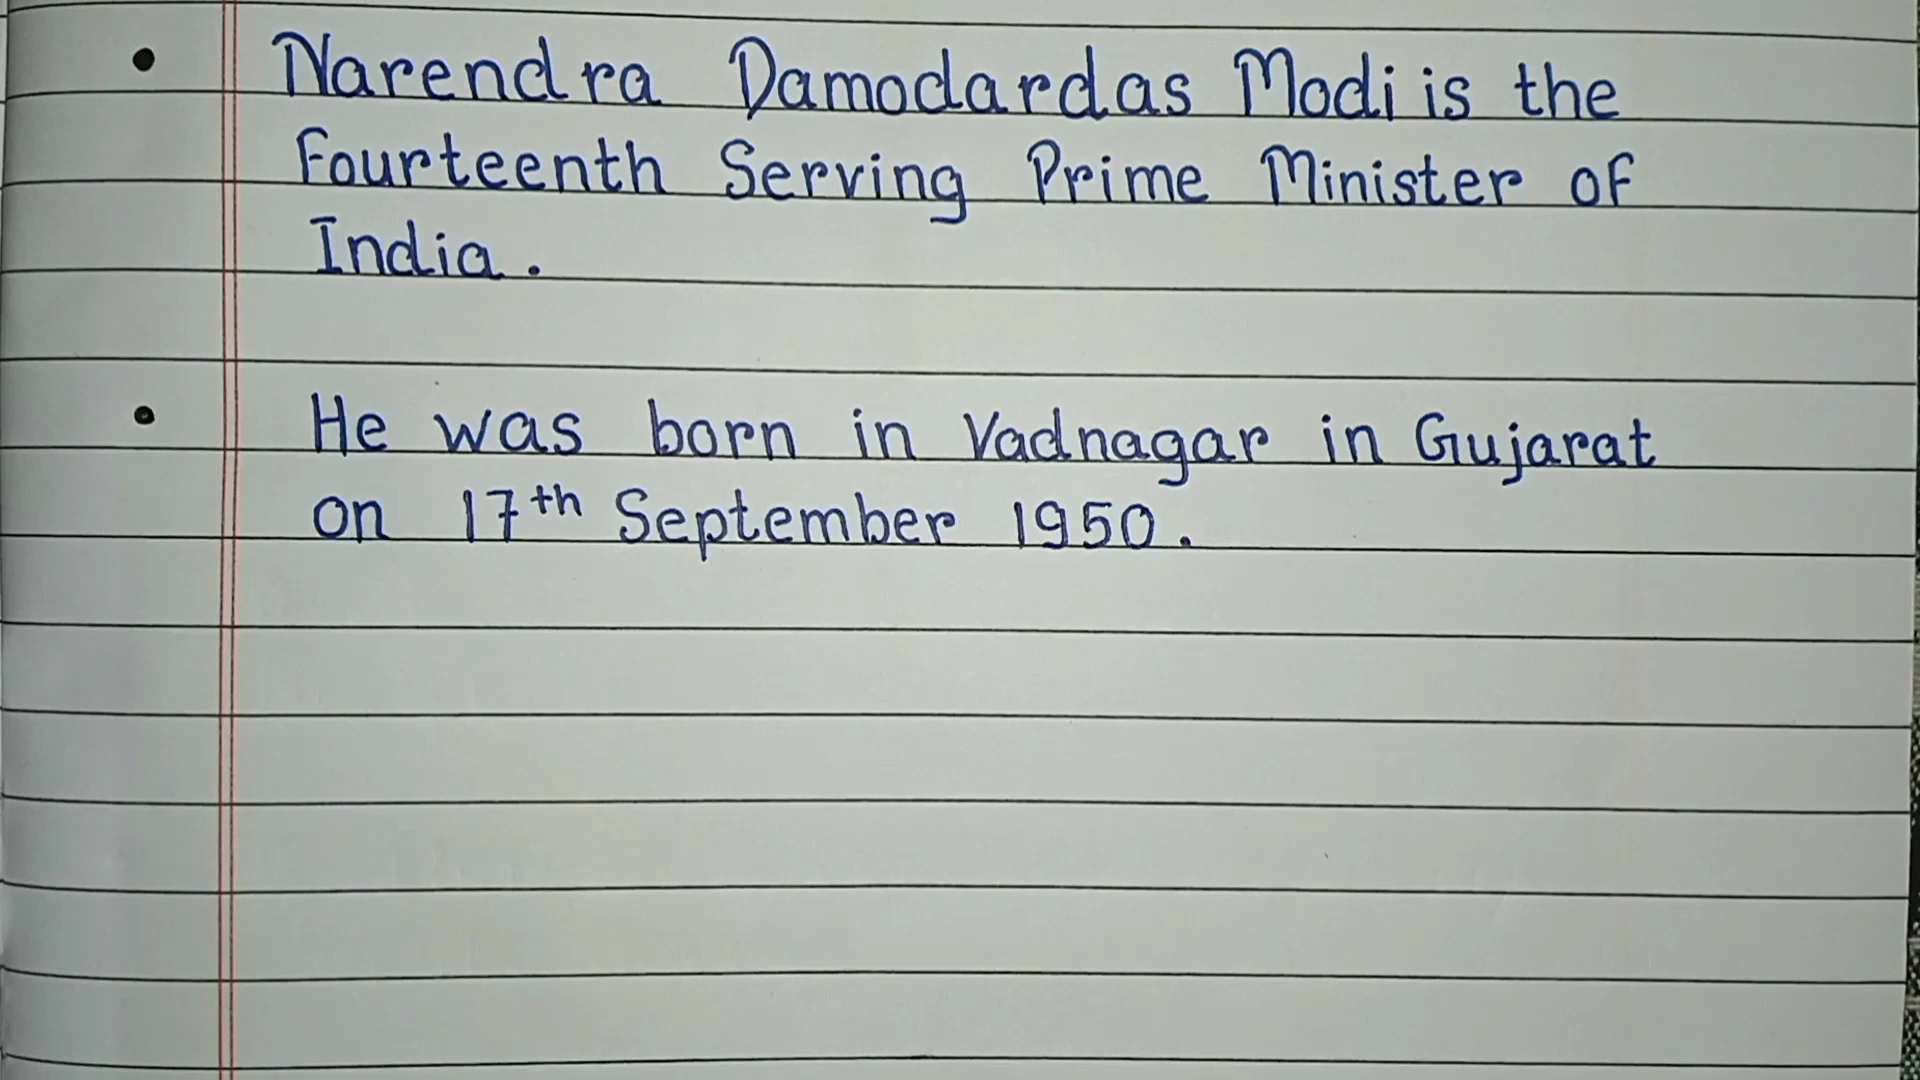 • Narendra Damodardas Modi is the
Fourteenth Serving Prime Minister of
India.
• He was born in Vadnagar in Gujarat
on 17th September 1950.